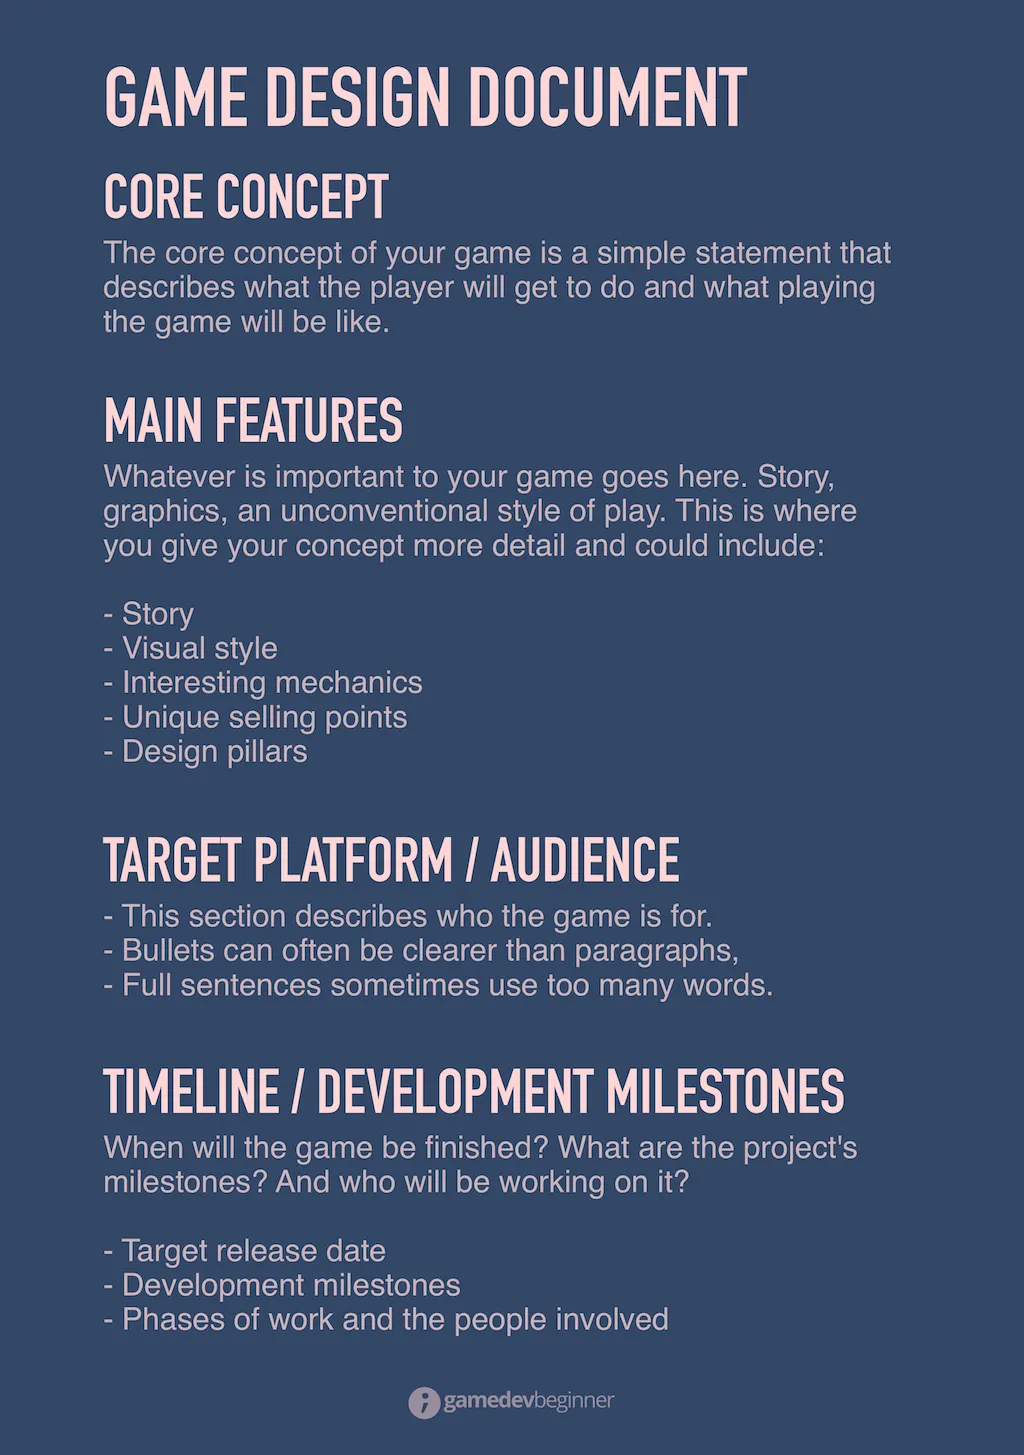 GAME DESIGN DOCUMENT
CORE CONCEPT
The core concept of your game is a simple statement that
describes what the player will get to do and what playing
the game will be like.
MAIN FEATURES
Whatever is important to your game goes here. Story,
graphics, an unconventional style of play. This is where
you give your concept more detail and could include:
- Story
- Visual style
- Interesting mechanics
- Unique selling points
- Design pillars
TARGET PLATFORM / AUDIENCE
- This section describes who the game is for.
- Bullets can often be clearer than paragraphs,
- Full sentences sometimes use too many words.
TIMELINE / DEVELOPMENT MILESTONES
When will the game be finished? What are the project's
milestones? And who will be working on it?
- Target release date
- Development milestones
- Phases of work and the people involved
gamedevbeginner